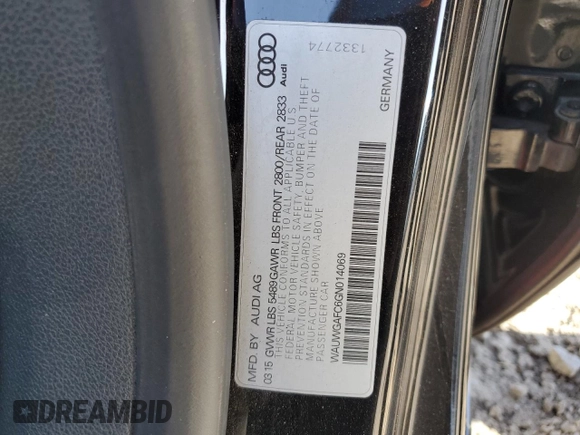 1332774
Audi
MFD. BY AUDI AG
GERMANY
03 15 GVWR LBS 5489 GAWR LBS FRONT 2800/REAR 2833
THIS VEHICLE CONFORMS TO ALL APPLICABLE U S
FEDERAL MOTOR VEHICLE SAFETY, BUMPER AND THEFT
PREVENTION STANDARDS IN EFFECT ON THE DATE OF
MANUFACTURE SHOWN ABOVE.
PASSENGER CAR
WAUWGAFC6GN014069
DREAMBID